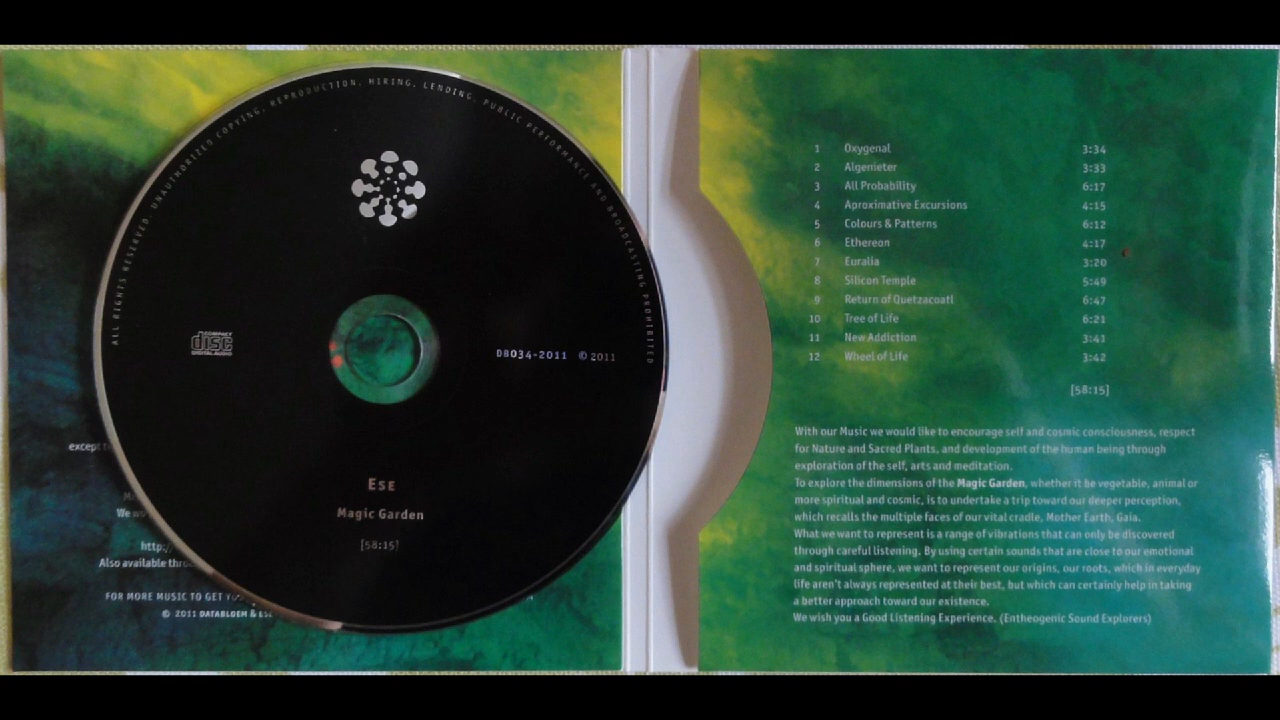 ALL RIGHTS RESERVED. UNAUTHORIZED COPYING, REPRODUCTION, HIRING, LENDING, PUBLIC PERFORMANCE AND BROADCASTING PROHIBITED
COMPACT
disc
DIGITAL AUDIO
DB034-2011 © 2011
ESE
Magic Garden
[58:15]
except
We
http:/
Also available
FOR MORE MUSIC TO GET
© 2011 DATABLOEM & ESE
1 Oxygenal 3:34
2 Algenieter 3:33
3 All Probability 6:17
4 Aproximative Excursions 4:15
5 Colours & Patterns 6:12
6 Ethereon 4:17
7 Euralia 3:20
8 Silicon Temple 5:49
9 Return of Quetzacoatl 6:47
10 Tree of Life 6:21
11 New Addiction 3:41
12 Wheel of Life 3:42
[58:15]
With our Music we would like to encourage self and cosmic consciousness, respect
for Nature and Sacred Plants, and development of the human being through
exploration of the self, arts and meditation.
To explore the dimensions of the Magic Garden, whether it be vegetable, animal or
more spiritual and cosmic, is to undertake a trip toward our deeper perception,
which recalls the multiple faces of our vital cradle, Mother Earth, Gaia.
What we want to represent is a range of vibrations that can only be discovered
through careful listening. By using certain sounds that are close to our emotional
and spiritual sphere, we want to represent our origins, our roots, which in everyday
life aren't always represented at their best, but which can certainly help in taking
a better approach toward our existence.
We wish you a Good Listening Experience. (Entheogenic Sound Explorers)